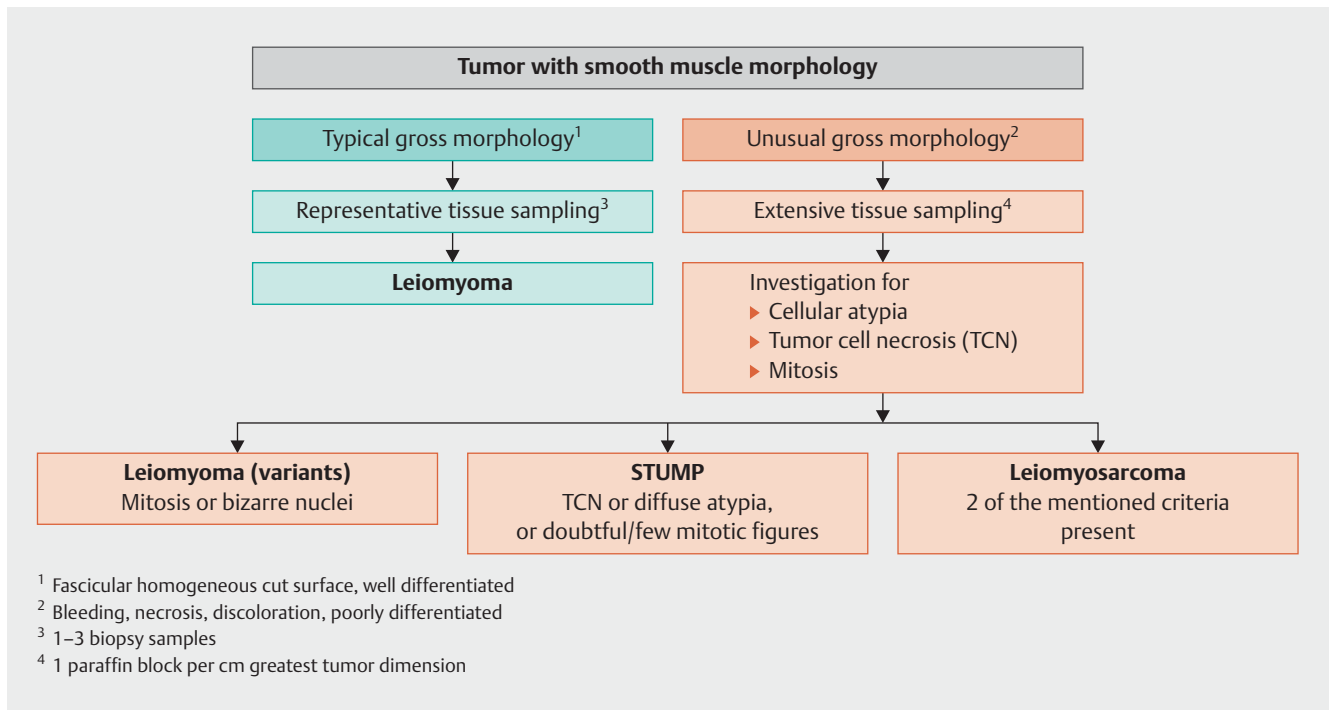 Tumor with smooth muscle morphology
Typical gross morphology¹
Unusual gross morphology²
Representative tissue sampling³
Extensive tissue sampling⁴
Leiomyoma
Investigation for
▶ Cellular atypia
▶ Tumor cell necrosis (TCN)
▶ Mitosis
Leiomyoma (variants)
Mitosis or bizarre nuclei
STUMP
TCN or diffuse atypia,
or doubtful/few mitotic figures
Leiomyosarcoma
2 of the mentioned criteria
present
¹ Fascicular homogeneous cut surface, well differentiated
² Bleeding, necrosis, discoloration, poorly differentiated
³ 1–3 biopsy samples
⁴ 1 paraffin block per cm greatest tumor dimension